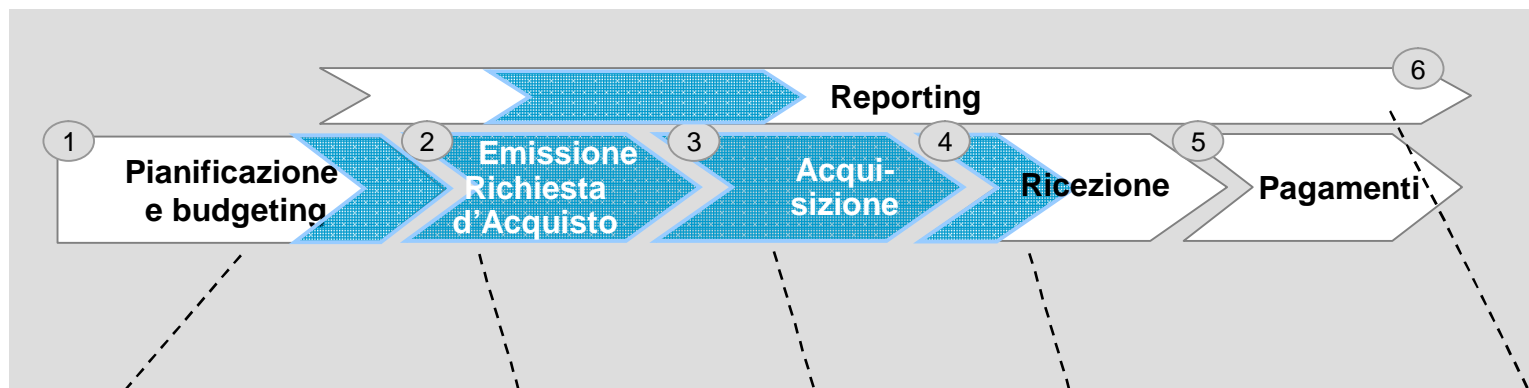 6
Reporting
1
Pianificazione
e budgeting
2
Emissione
Richiesta
d’Acquisto
3
Acqui-
sizione
4
Ricezione
5
Pagamenti